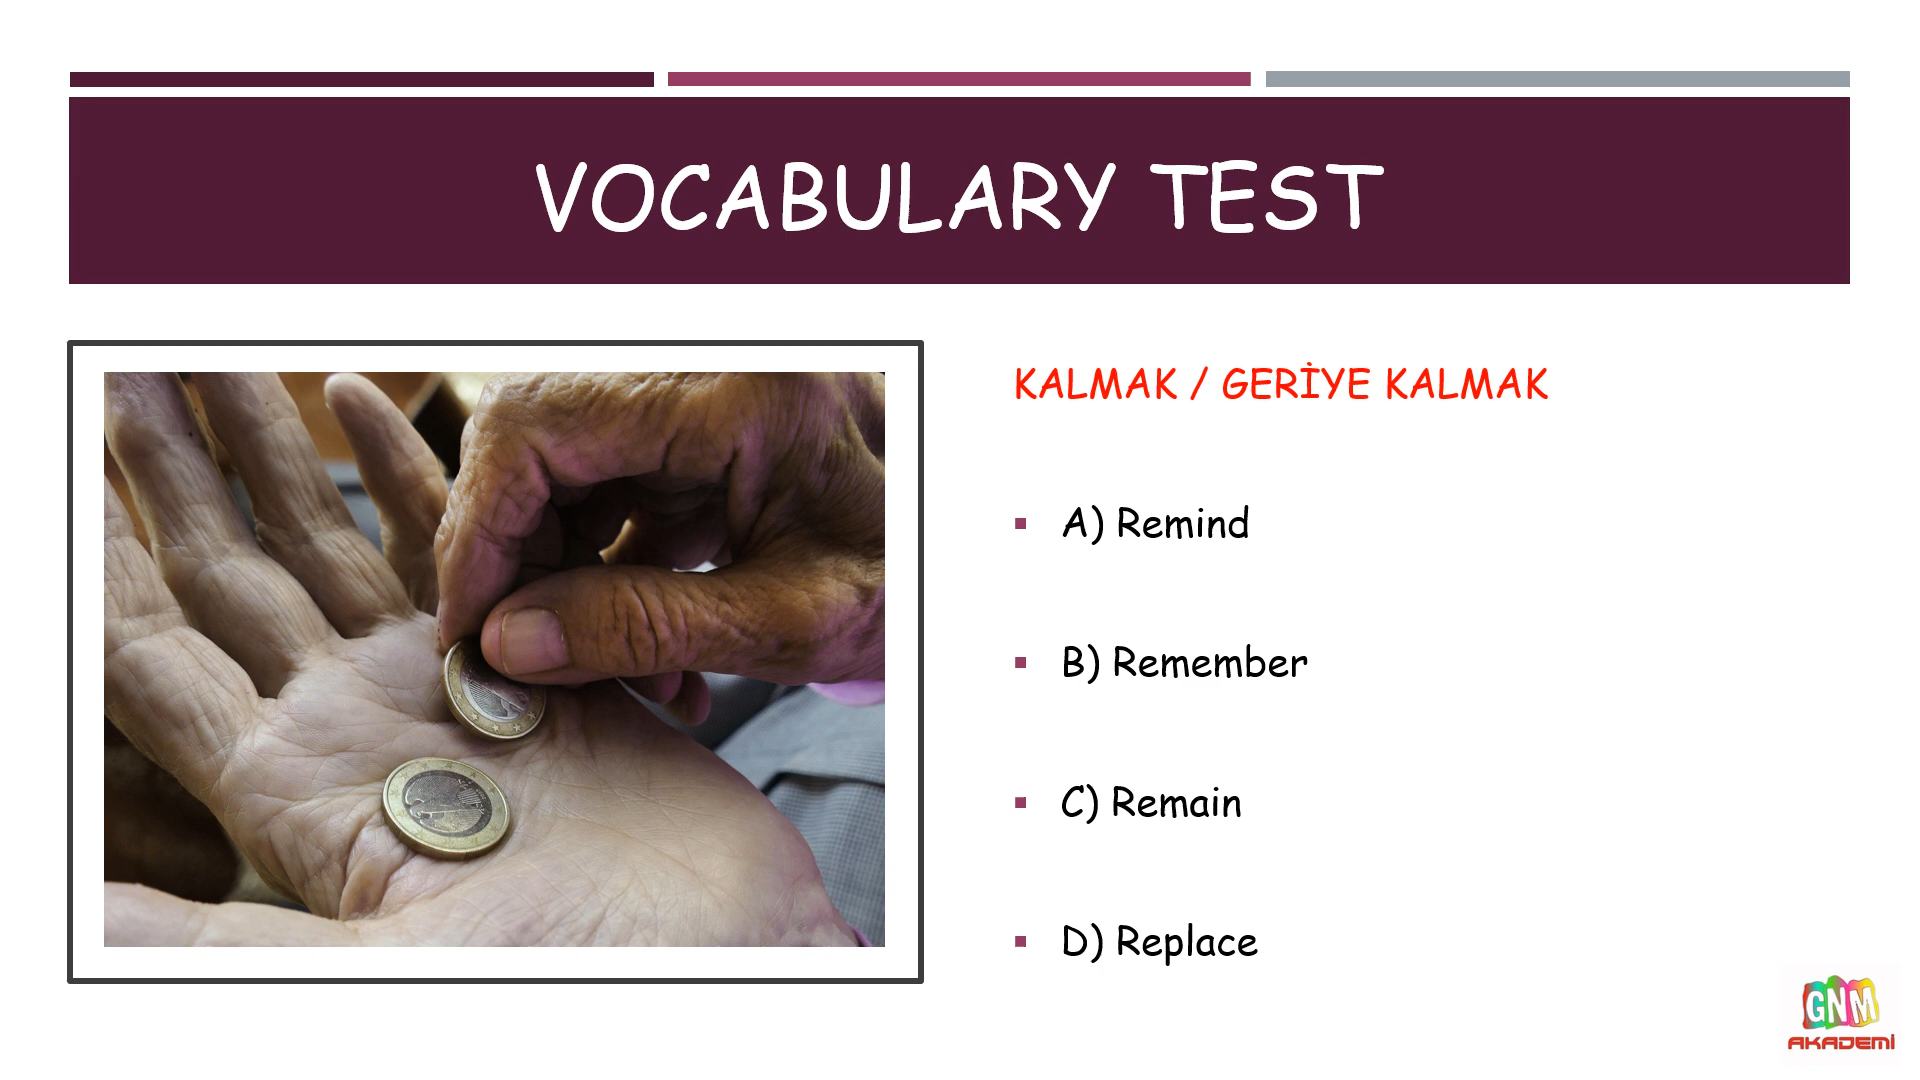 VOCABULARY TEST
KALMAK / GERİYE KALMAK
A) Remind
B) Remember
C) Remain
D) Replace
GNM
AKADEMİ